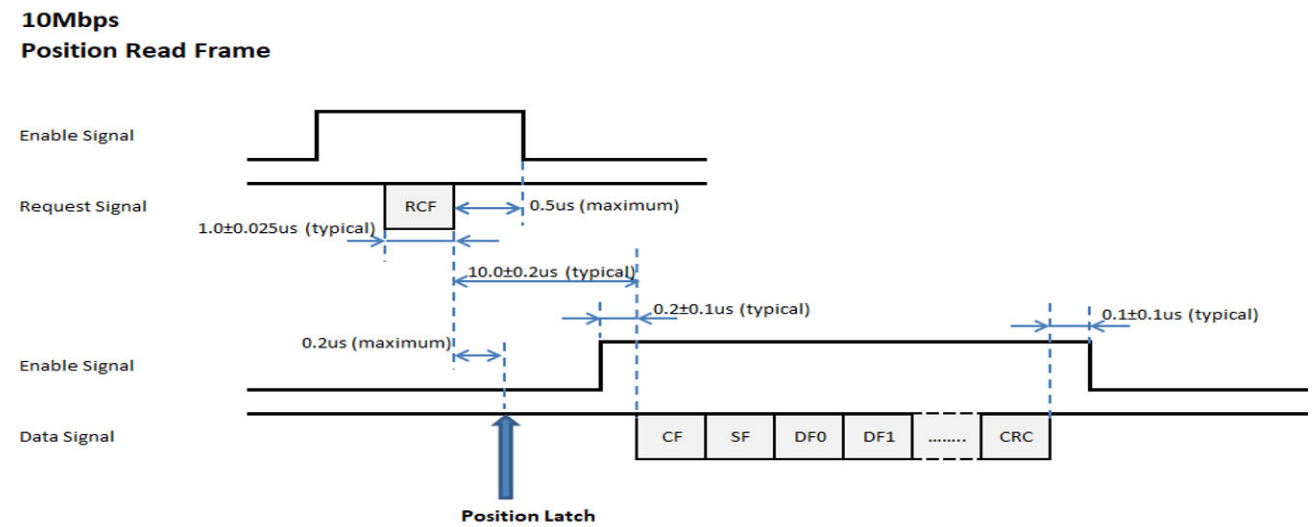 10Mbps
Position Read Frame
Enable Signal
Request Signal
RCF
0.5us (maximum)
1.0±0.025us (typical)
10.0±0.2us (typical)
0.2±0.1us (typical)
0.1±0.1us (typical)
0.2us (maximum)
Enable Signal
Data Signal
CF SF DF0 DF1 ........ CRC
Position Latch